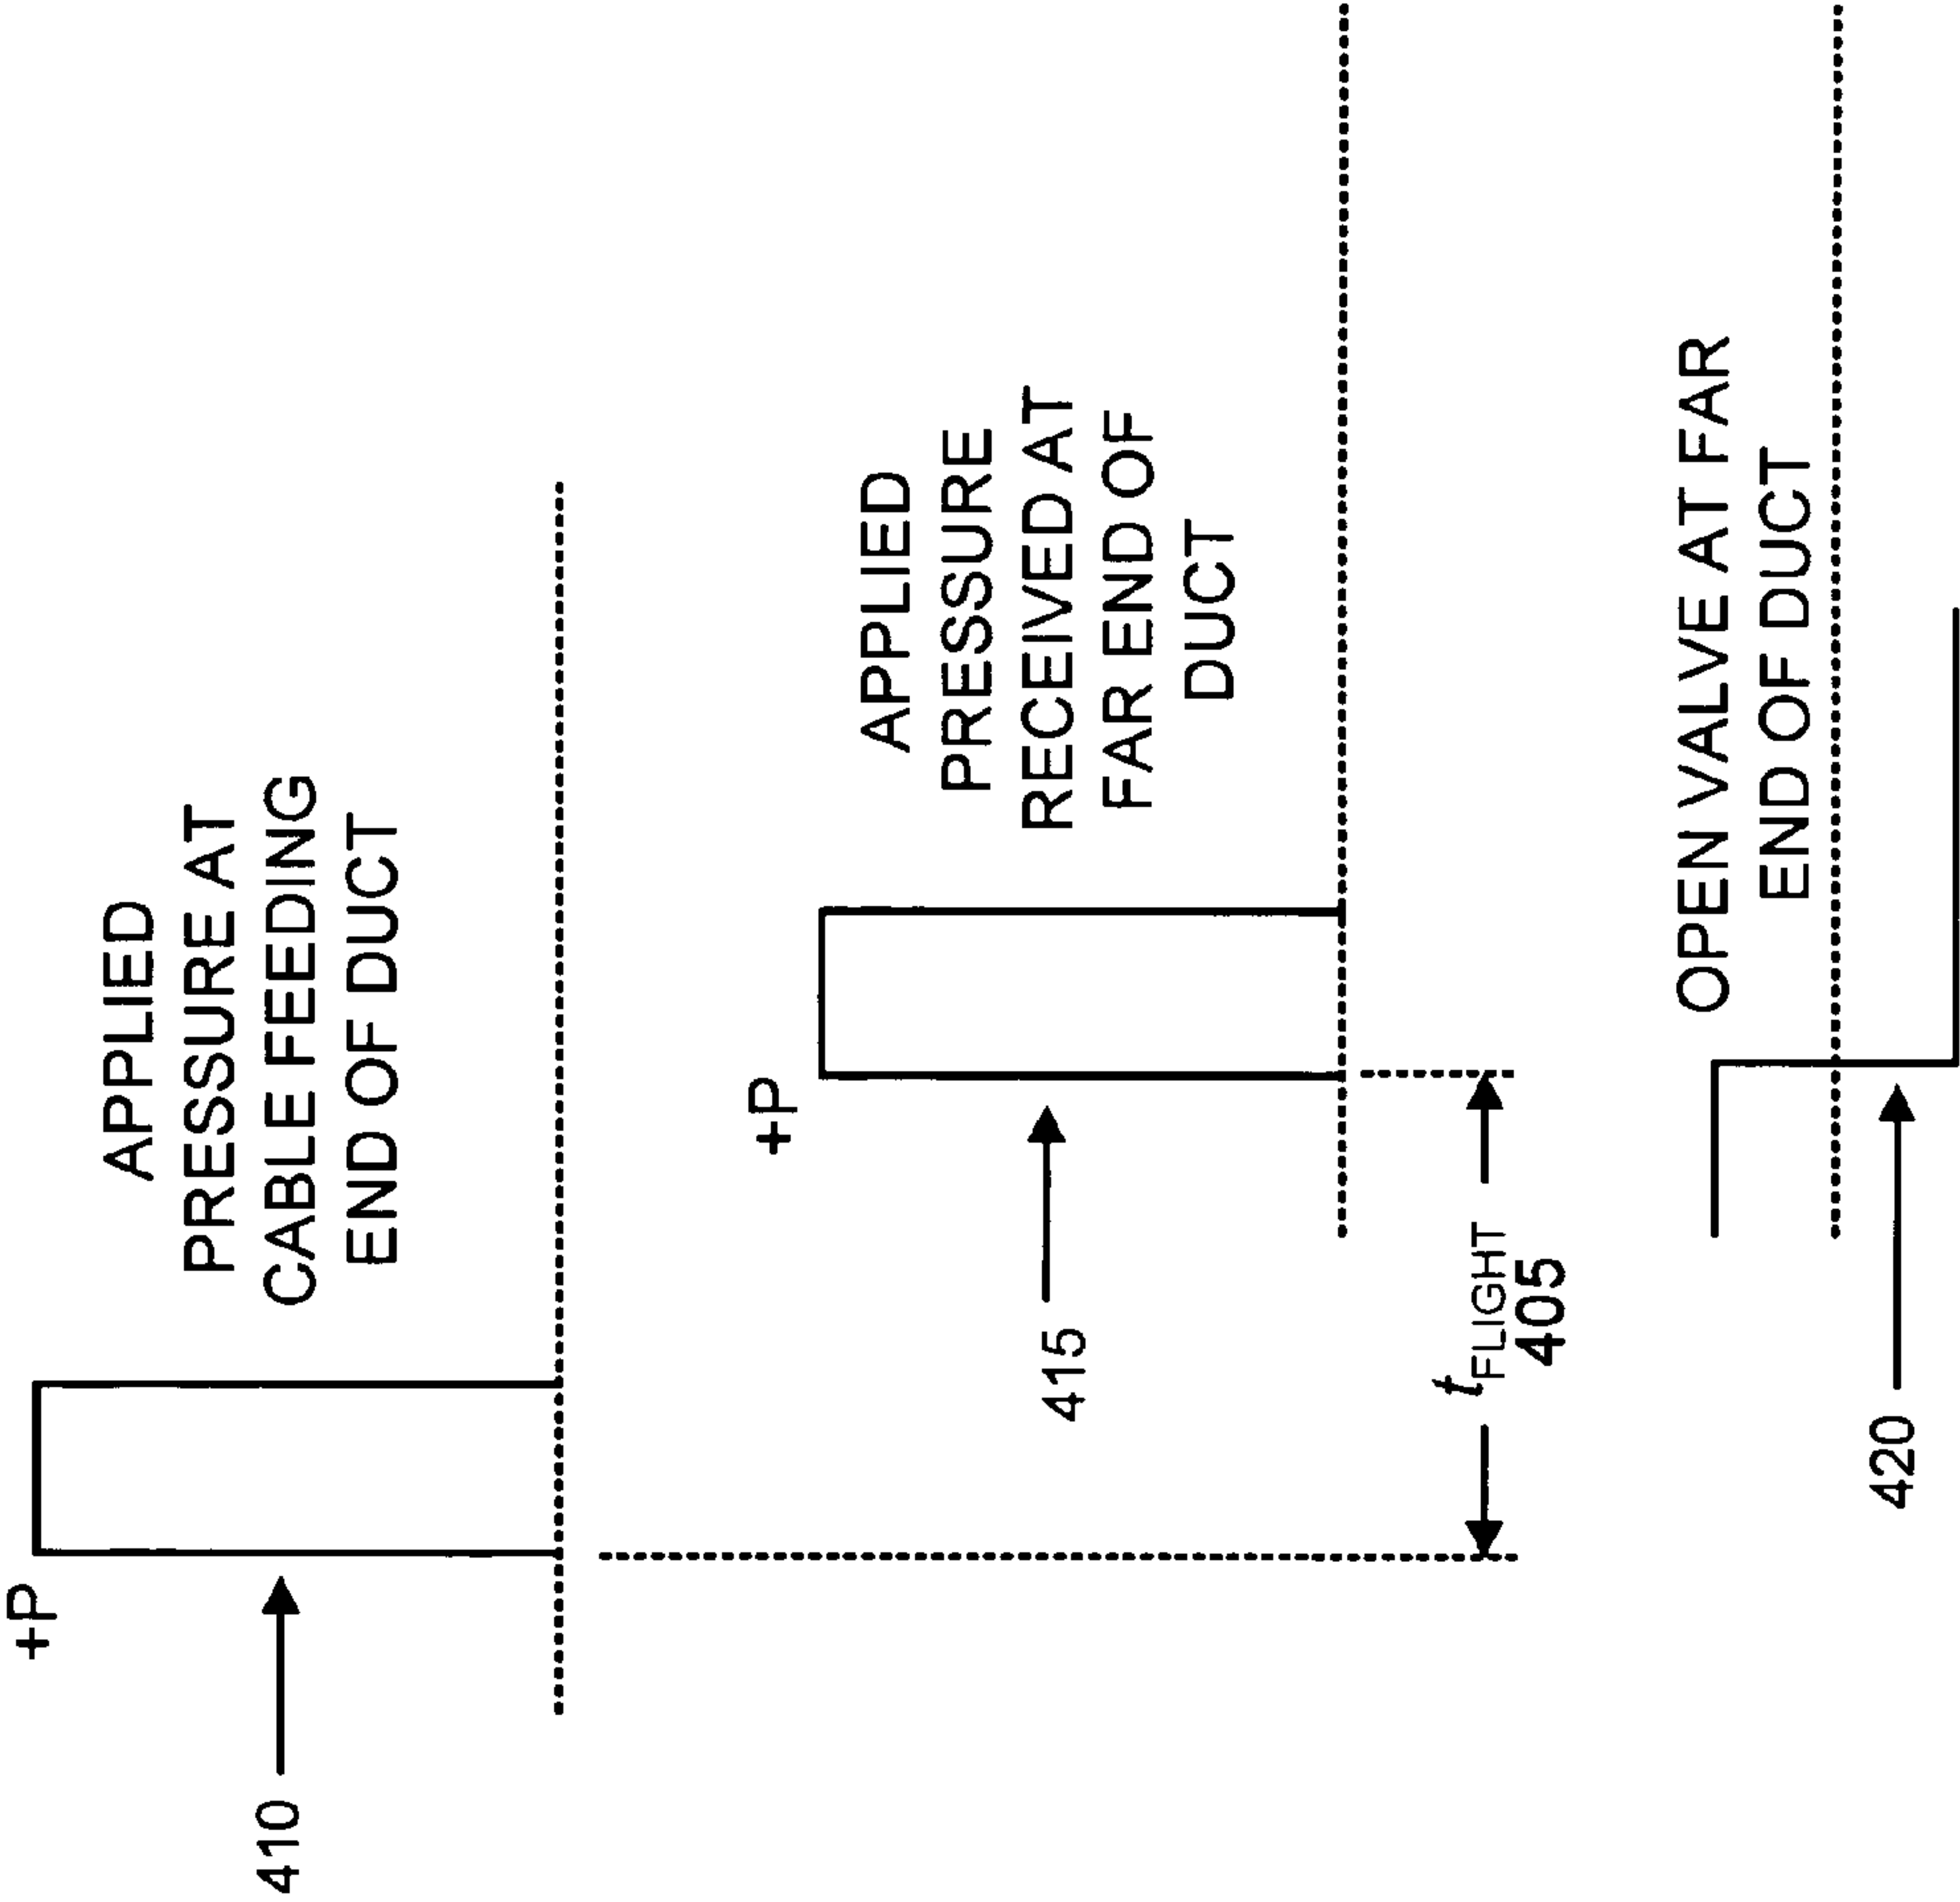 +P
APPLIED
PRESSURE AT
CABLE FEEDING
END OF DUCT
410
+P
APPLIED
PRESSURE
RECEIVED AT
FAR END OF
DUCT
415
tFLIGHT
405
OPEN VALVE AT FAR
END OF DUCT
420